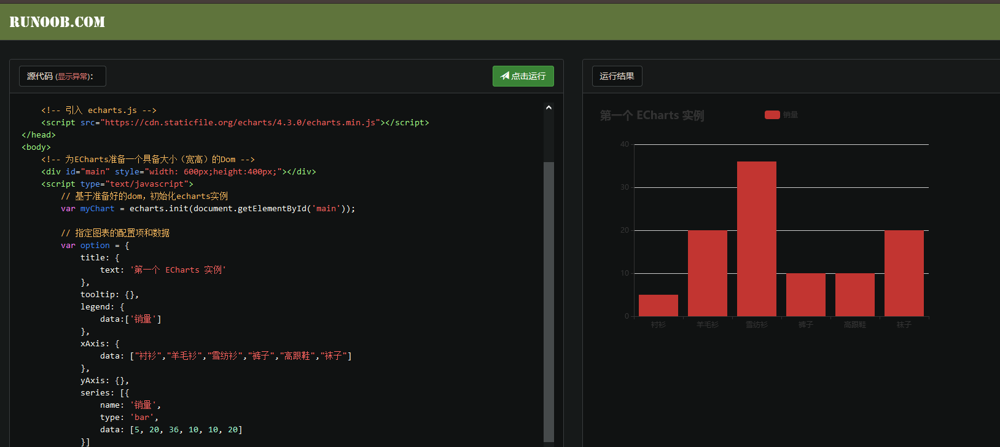 RUNOOB.COM
源代码 (显示异常)：
点击运行
<!-- 引入 echarts.js -->
<script src="https://cdn.staticfile.org/echarts/4.3.0/echarts.min.js"></script>
</head>
<body>
<!-- 为ECharts准备一个具备大小（宽高）的Dom -->
<div id="main" style="width: 600px;height:400px;"></div>
<script type="text/javascript">
// 基于准备好的dom，初始化echarts实例
var myChart = echarts.init(document.getElementById('main'));
// 指定图表的配置项和数据
var option = {
title: {
text: '第一个 ECharts 实例'
},
tooltip: {},
legend: {
data:['销量']
},
xAxis: {
data: ["衬衫","羊毛衫","雪纺衫","裤子","高跟鞋","袜子"]
},
yAxis: {},
series: [{
name: '销量',
type: 'bar',
data: [5, 20, 36, 10, 10, 20]
}]
运行结果
第一个 ECharts 实例
销量
40
30
20
10
0
衬衫 羊毛衫 雪纺衫 裤子 高跟鞋 袜子